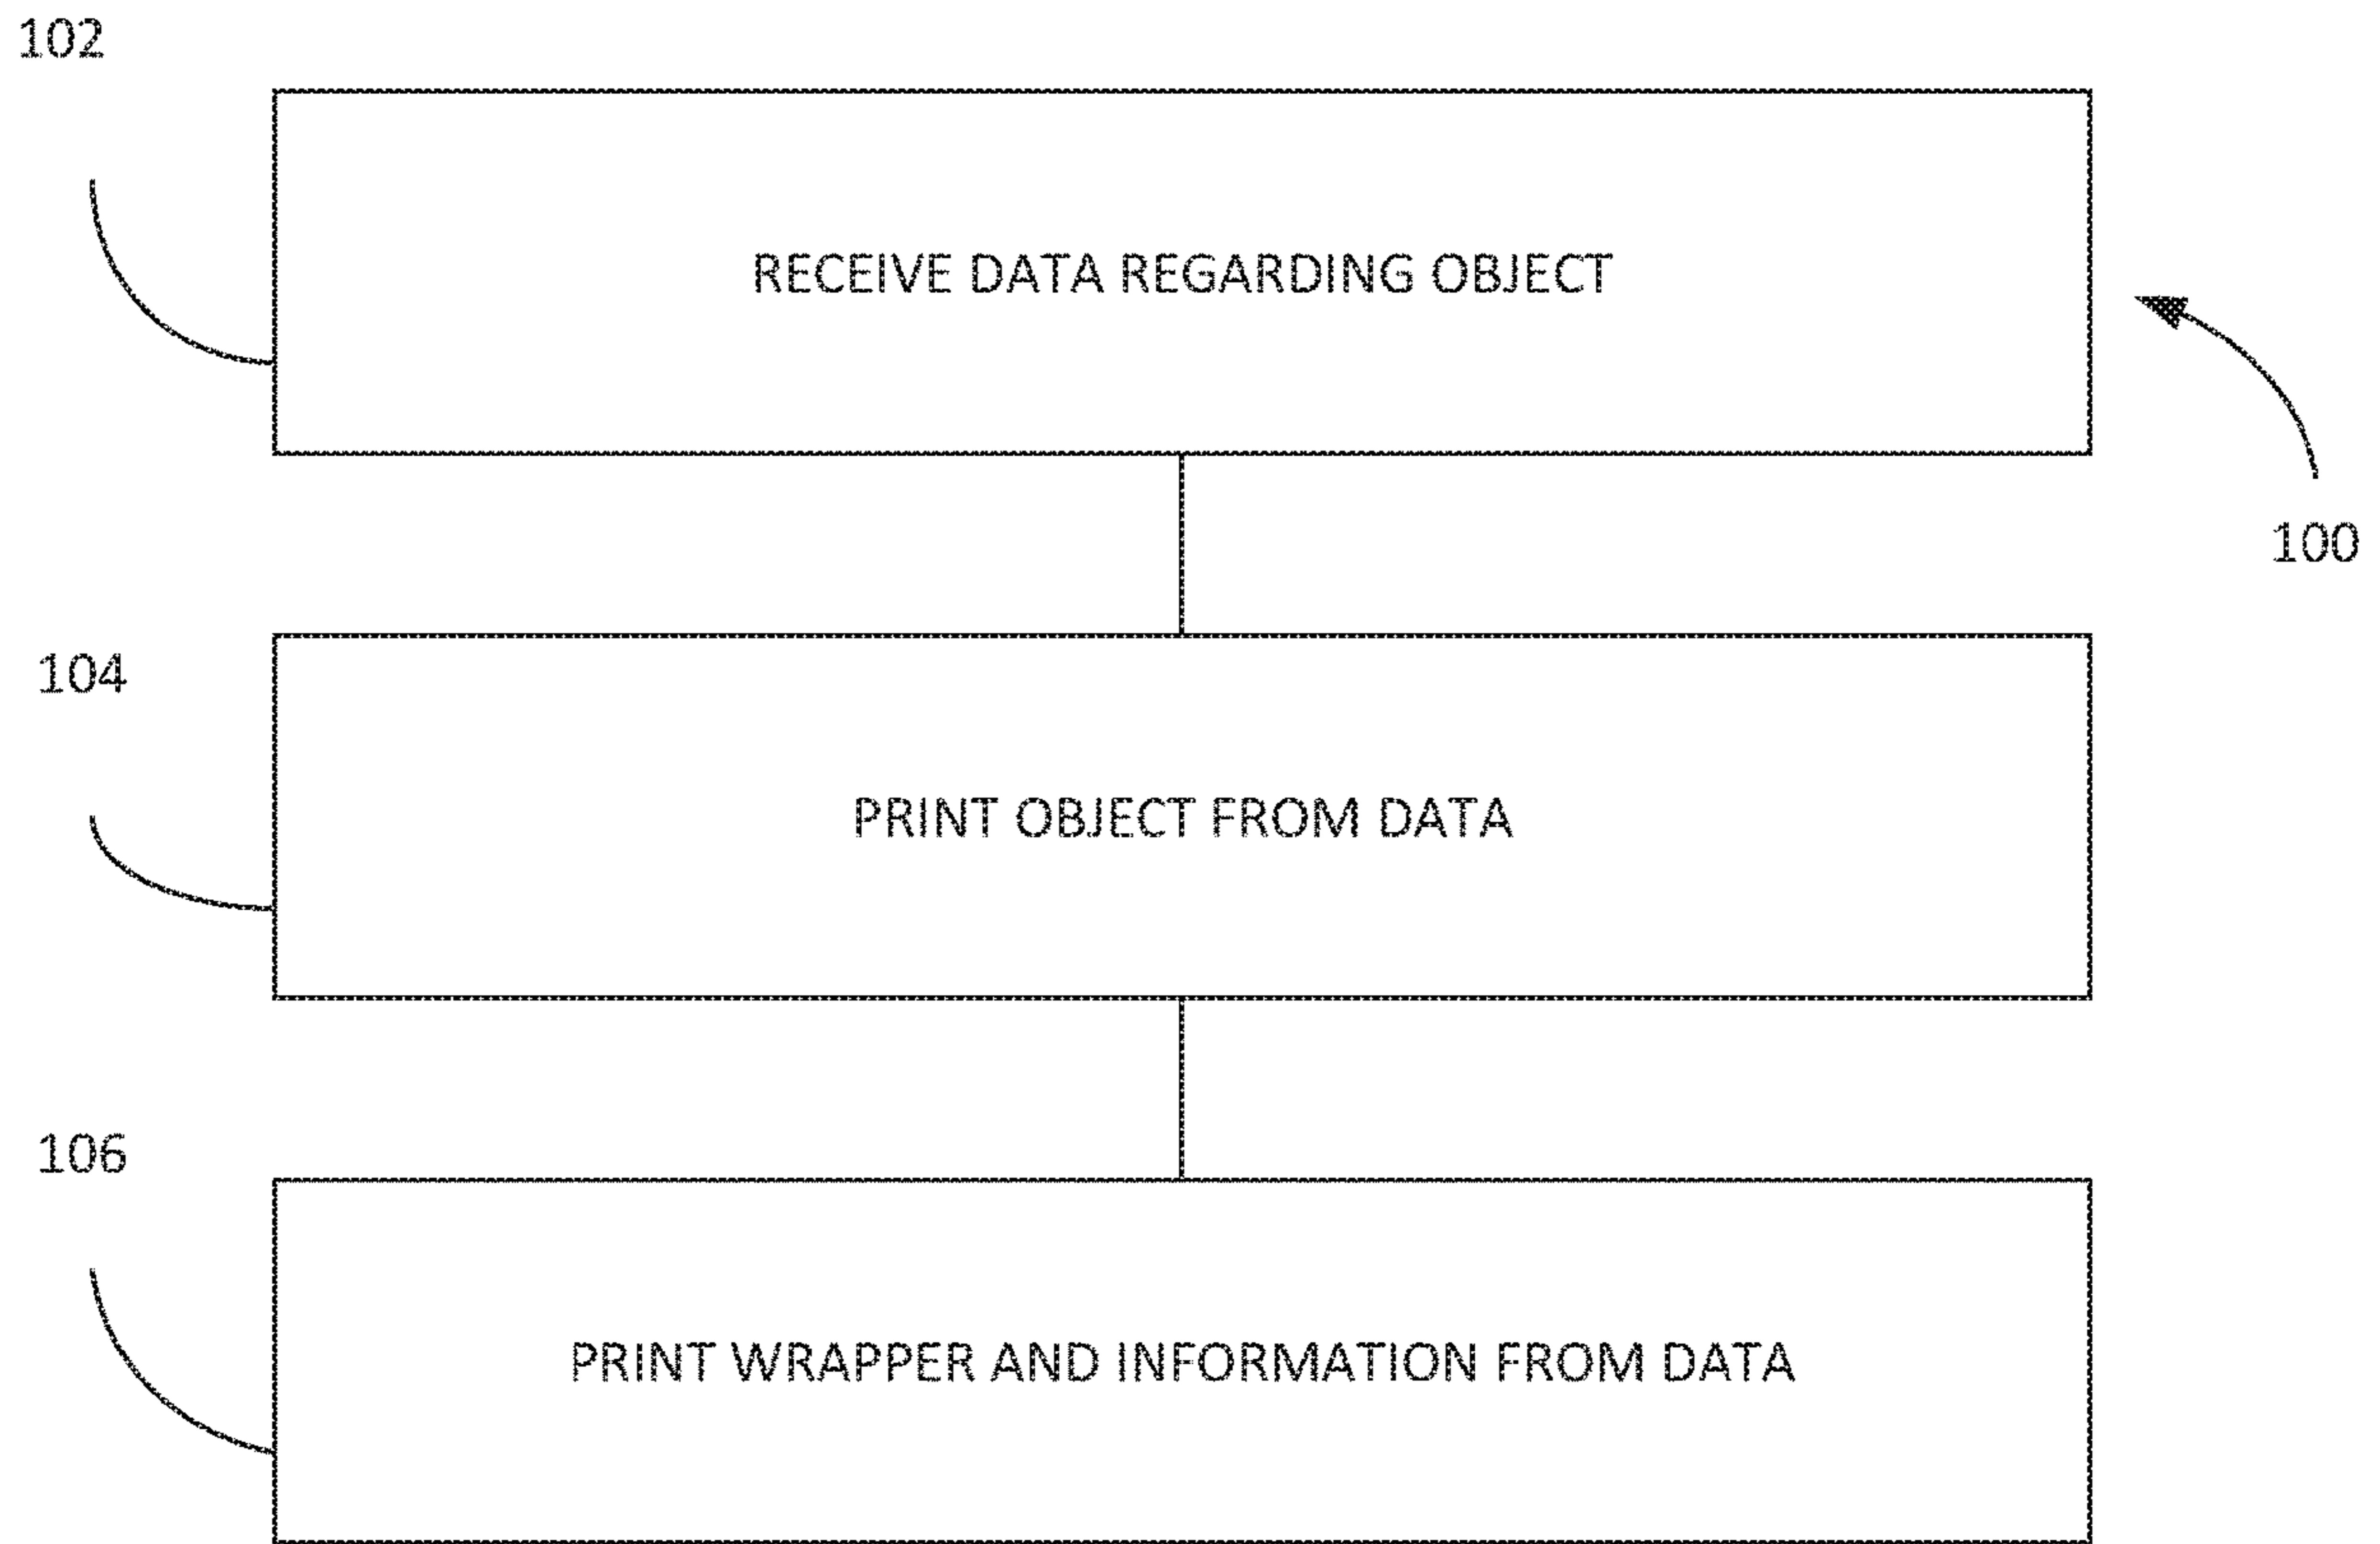 102
RECEIVE DATA REGARDING OBJECT
100
104
PRINT OBJECT FROM DATA
106
PRINT WRAPPER AND INFORMATION FROM DATA